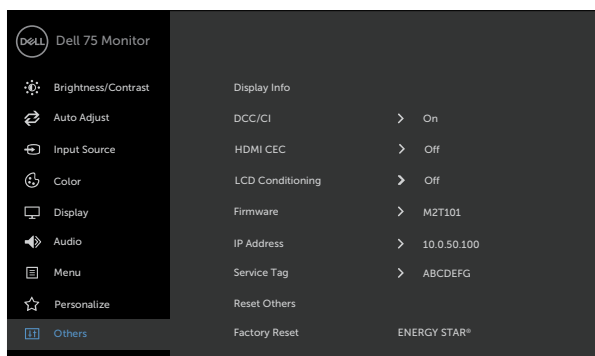 DELL Dell 75 Monitor
Brightness/Contrast Display Info
Auto Adjust DCC/CI On
Input Source HDMI CEC Off
Color LCD Conditioning Off
Display Firmware M2T101
Audio IP Address 10.0.50.100
Menu Service Tag ABCDEFG
Personalize Reset Others
Others Factory Reset ENERGY STAR®